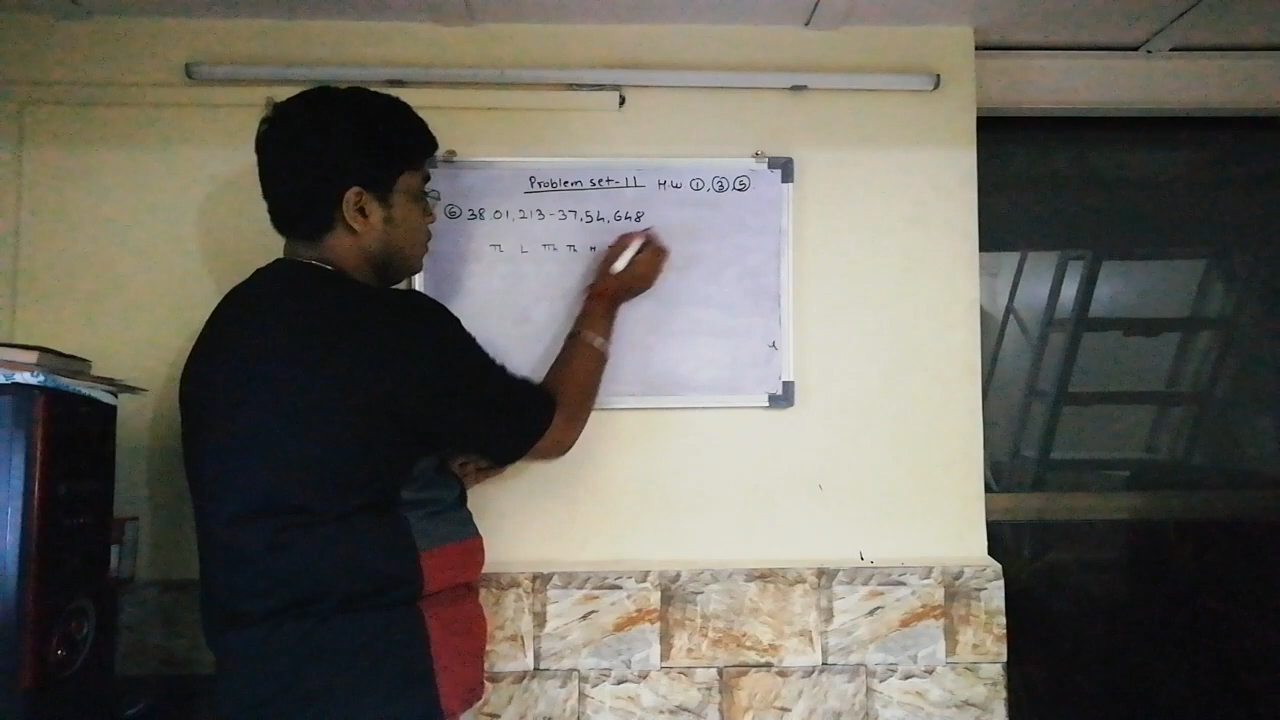 Problem set-11 H.W ①, ③ ⑤
⑥ 38,01,213-37,54,648
TL L TTh Th H